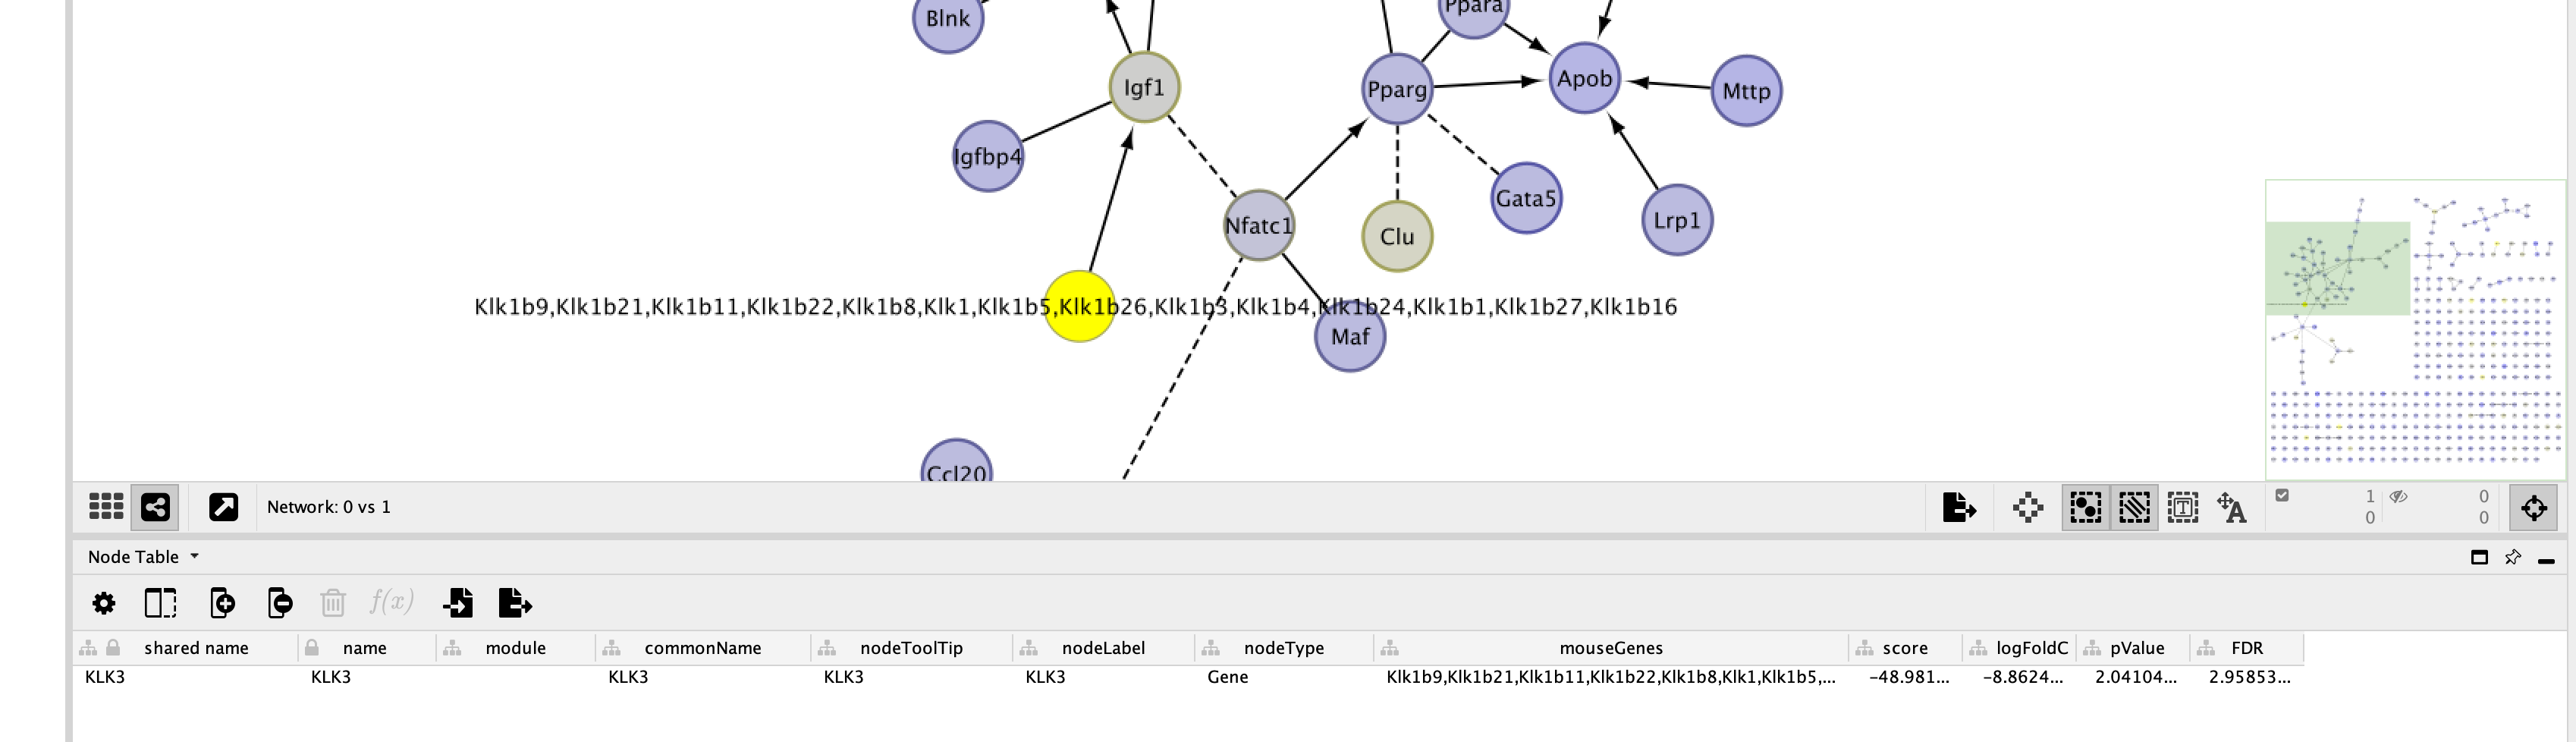 Blnk
Ppara
Igf1
Pparg
Apob
Mttp
Igfbp4
Nfatc1
Clu
Gata5
Lrp1
Klk1b9,Klk1b21,Klk1b11,Klk1b22,Klk1b8,Klk1,Klk1b5,Klk1b26,Klk1b3,Klk1b4,Klk1b24,Klk1b1,Klk1b27,Klk1b16
Maf
Ccl20
Network: 0 vs 1
1 0
0 0
Node Table
f(x)
shared name name module commonName nodeToolTip nodeLabel nodeType mouseGenes score logFoldC pValue FDR
KLK3 KLK3 KLK3 KLK3 KLK3 Gene Klk1b9,Klk1b21,Klk1b11,Klk1b22,Klk1b8,Klk1,Klk1b5,... -48.981... -8.8624... 2.04104... 2.95853...